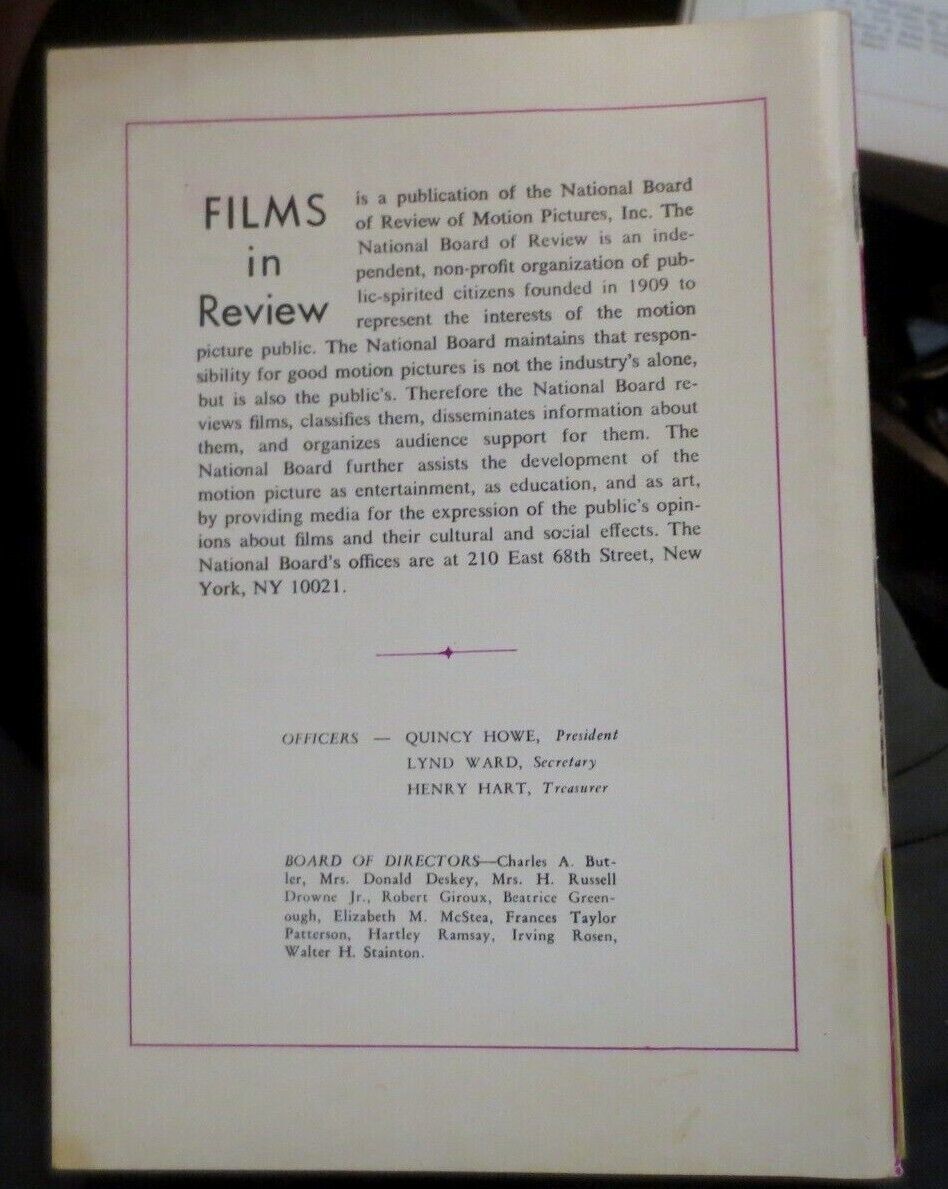 FILMS
in
Review
is a publication of the National Board
of Review of Motion Pictures, Inc. The
National Board of Review is an inde-
pendent, non-profit organization of pub-
lic-spirited citizens founded in 1909 to
represent the interests of the motion
picture public. The National Board maintains that respon-
sibility for good motion pictures is not the industry's alone,
but is also the public's. Therefore the National Board re-
views films, classifies them, disseminates information about
them, and organizes audience support for them. The
National Board further assists the development of the
motion picture as entertainment, as education, and as art,
by providing media for the expression of the public's opin-
ions about films and their cultural and social effects. The
National Board's offices are at 210 East 68th Street, New
York, NY 10021.
OFFICERS — QUINCY HOWE, President
LYND WARD, Secretary
HENRY HART, Treasurer
BOARD OF DIRECTORS—Charles A. But-
ler, Mrs. Donald Deskey, Mrs. H. Russell
Drowne Jr., Robert Giroux, Beatrice Green-
ough, Elizabeth M. McStea, Frances Taylor
Patterson, Hartley Ramsay, Irving Rosen,
Walter H. Stainton.